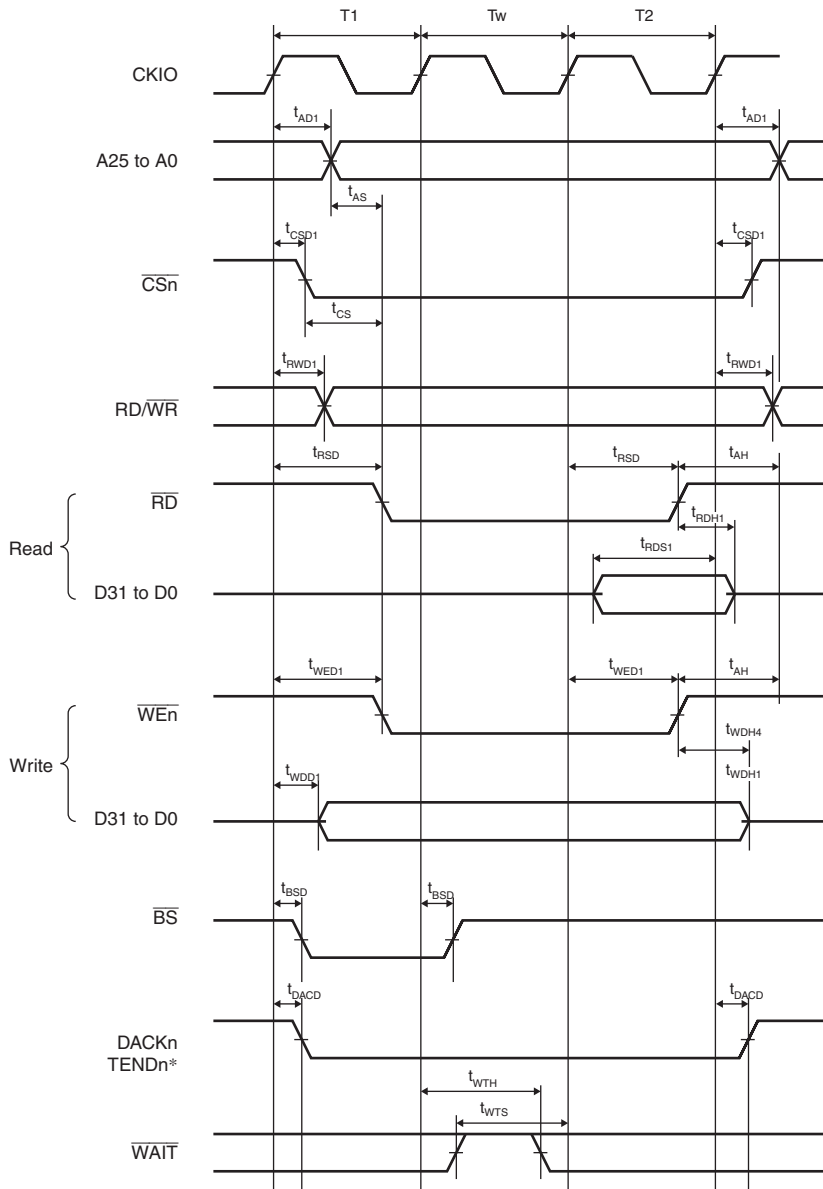 T1 Tw T2
CKIO
tAD1 tAD1
A25 to A0
tAS
tCSD1 tCSD1
CSn
tCS
tRWD1 tRWD1
RD/WR
tRSD tRSD tAH
RD
tRDH1
Read
tRDS1
D31 to D0
tWED1 tWED1 tAH
WEn
tWDH4
Write
tWDD1 tWDH1
D31 to D0
tBSD tBSD
BS
tDACD tDACD
DACKn
TENDn*
tWTH
tWTS
WAIT